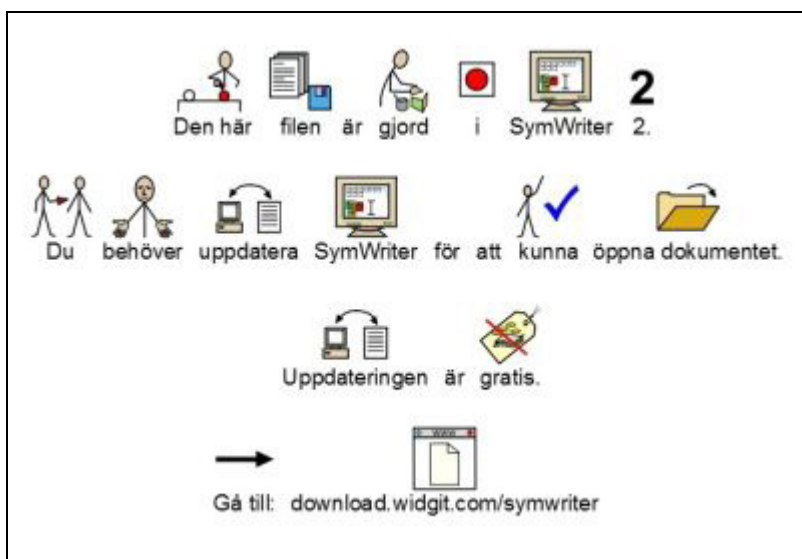 2
Den här filen är gjord i SymWriter 2.
Du behöver uppdatera SymWriter för att kunna öppna dokumentet.
Uppdateringen är gratis.
www
Gå till: download.widgit.com/symwriter